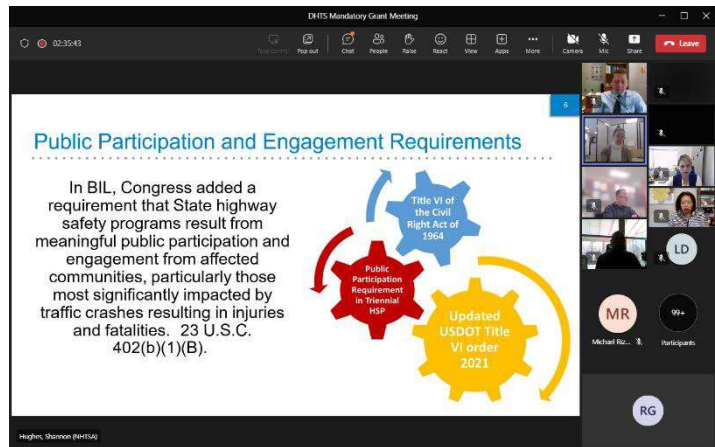 DHTS Mandatory Grant Meeting
02:35:43
Take control
Pop out
Chat
People
Raise
React
View
Apps
More
Camera
Mic
Share
Leave
6
Public Participation and Engagement Requirements
In BIL, Congress added a
requirement that State highway
safety programs result from
meaningful public participation and
engagement from affected
communities, particularly those
most significantly impacted by
traffic crashes resulting in injuries
and fatalities. 23 U.S.C.
402(b)(1)(B).
Title VI of
the Civil
Right Act of
1964
Public
Participation
Requirement
in Triennial
HSP
Updated
USDOT Title
VI order
2021
LD
MR
99+
Michael Riz...
Participants
RG
Hughes, Shannon (NHTSA)